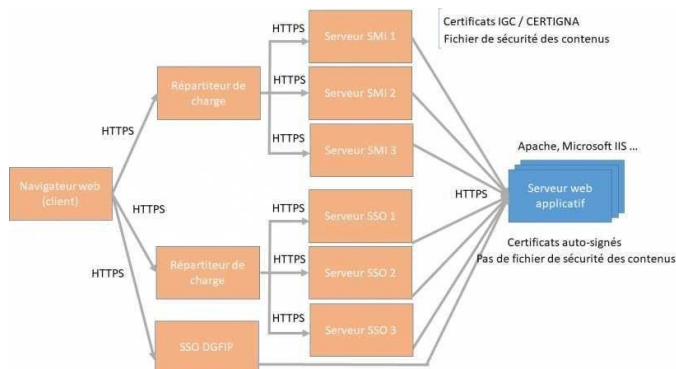 HTTPS
Serveur SMI 1
Certificats IGC / CERTIGNA
Fichier de sécurité des contenus
Répartiteur de
charge
HTTPS
Serveur SMI 2
HTTPS
HTTPS
Serveur SMI 3
Apache, Microsoft IIS ...
Navigateur web
(client)
HTTPS
Serveur web
applicatif
HTTPS
HTTPS
Serveur SSO 1
Certificats auto-signés
Pas de fichier de sécurité des contenus
HTTPS
Répartiteur de
charge
HTTPS
Serveur SSO 2
HTTPS
Serveur SSO 3
SSO DGFIP